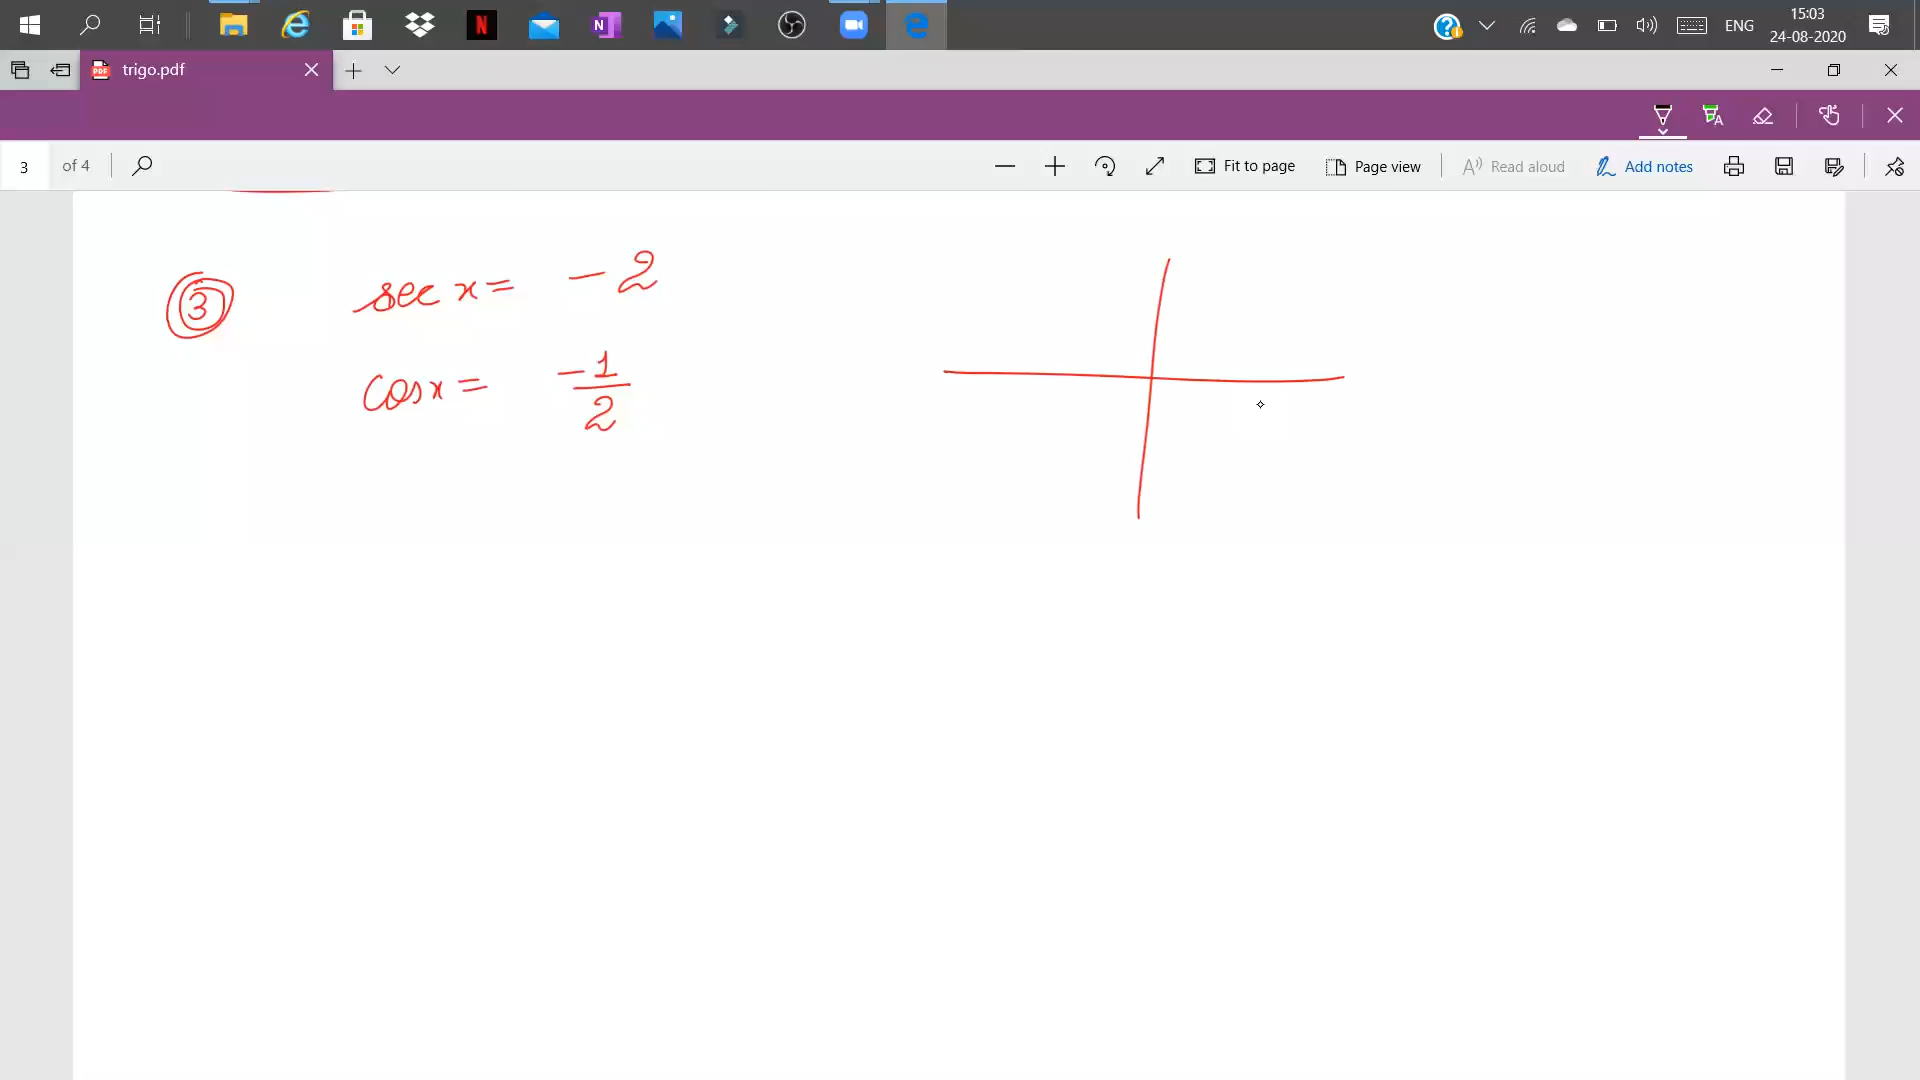 ENG
15:03
24-08-2020
PDF trigo.pdf
3 of 4
Fit to page
Page view
Read aloud
Add notes
3
sec x = -2
cos x = -1/2